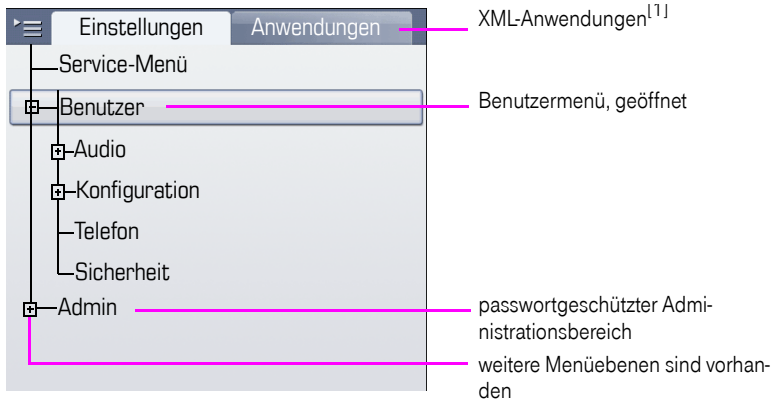 Einstellungen Anwendungen
XML-Anwendungen[1]
Service-Menü
Benutzer
Benutzermenü, geöffnet
Audio
Konfiguration
Telefon
Sicherheit
Admin
passwortgeschützter Admi-
nistrationsbereich
weitere Menüebenen sind vorhan-
den